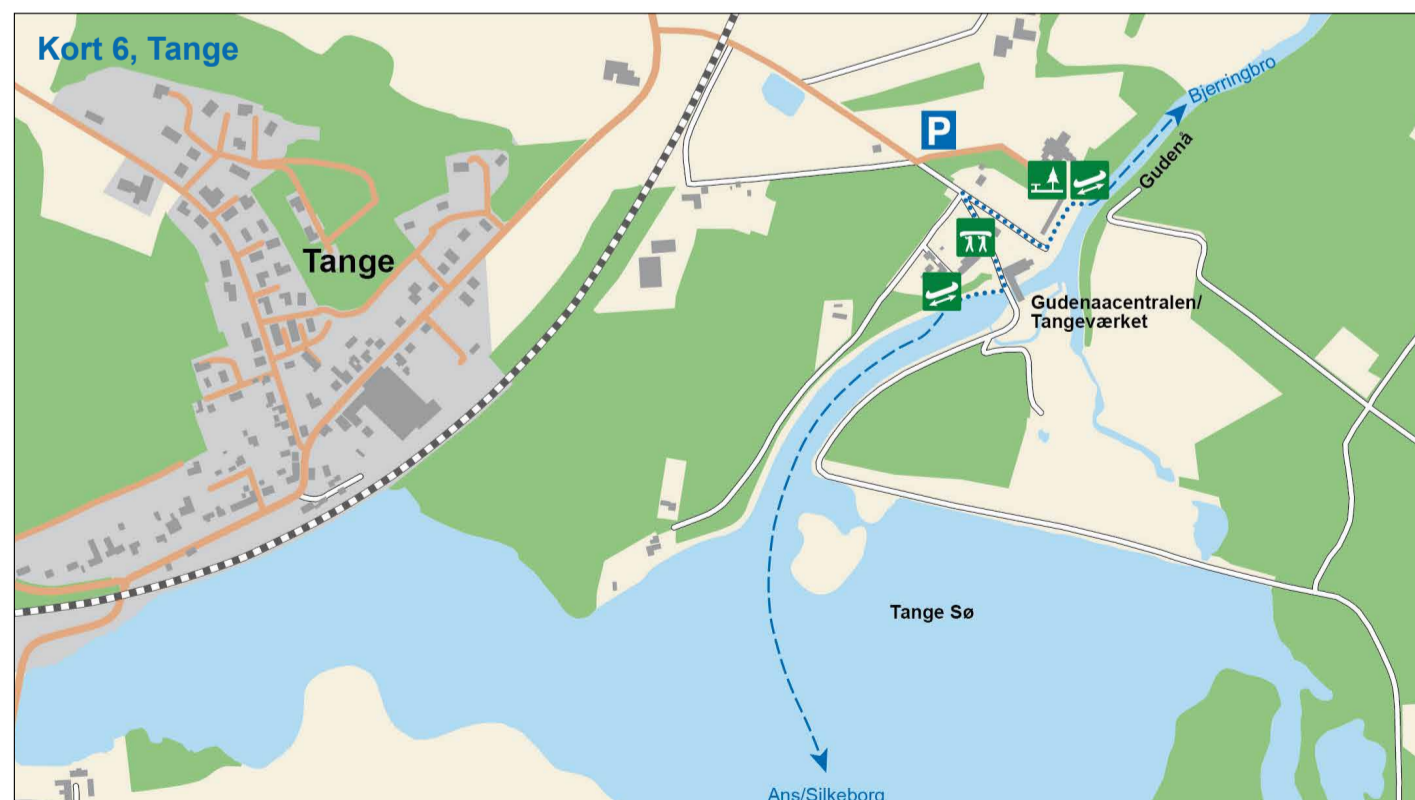 Kort 6, Tange
Bjerringbro
P
Gudenå
Tange
Gudenaacentralen/
Tangeværket
Tange Sø
Ans/Silkeborg